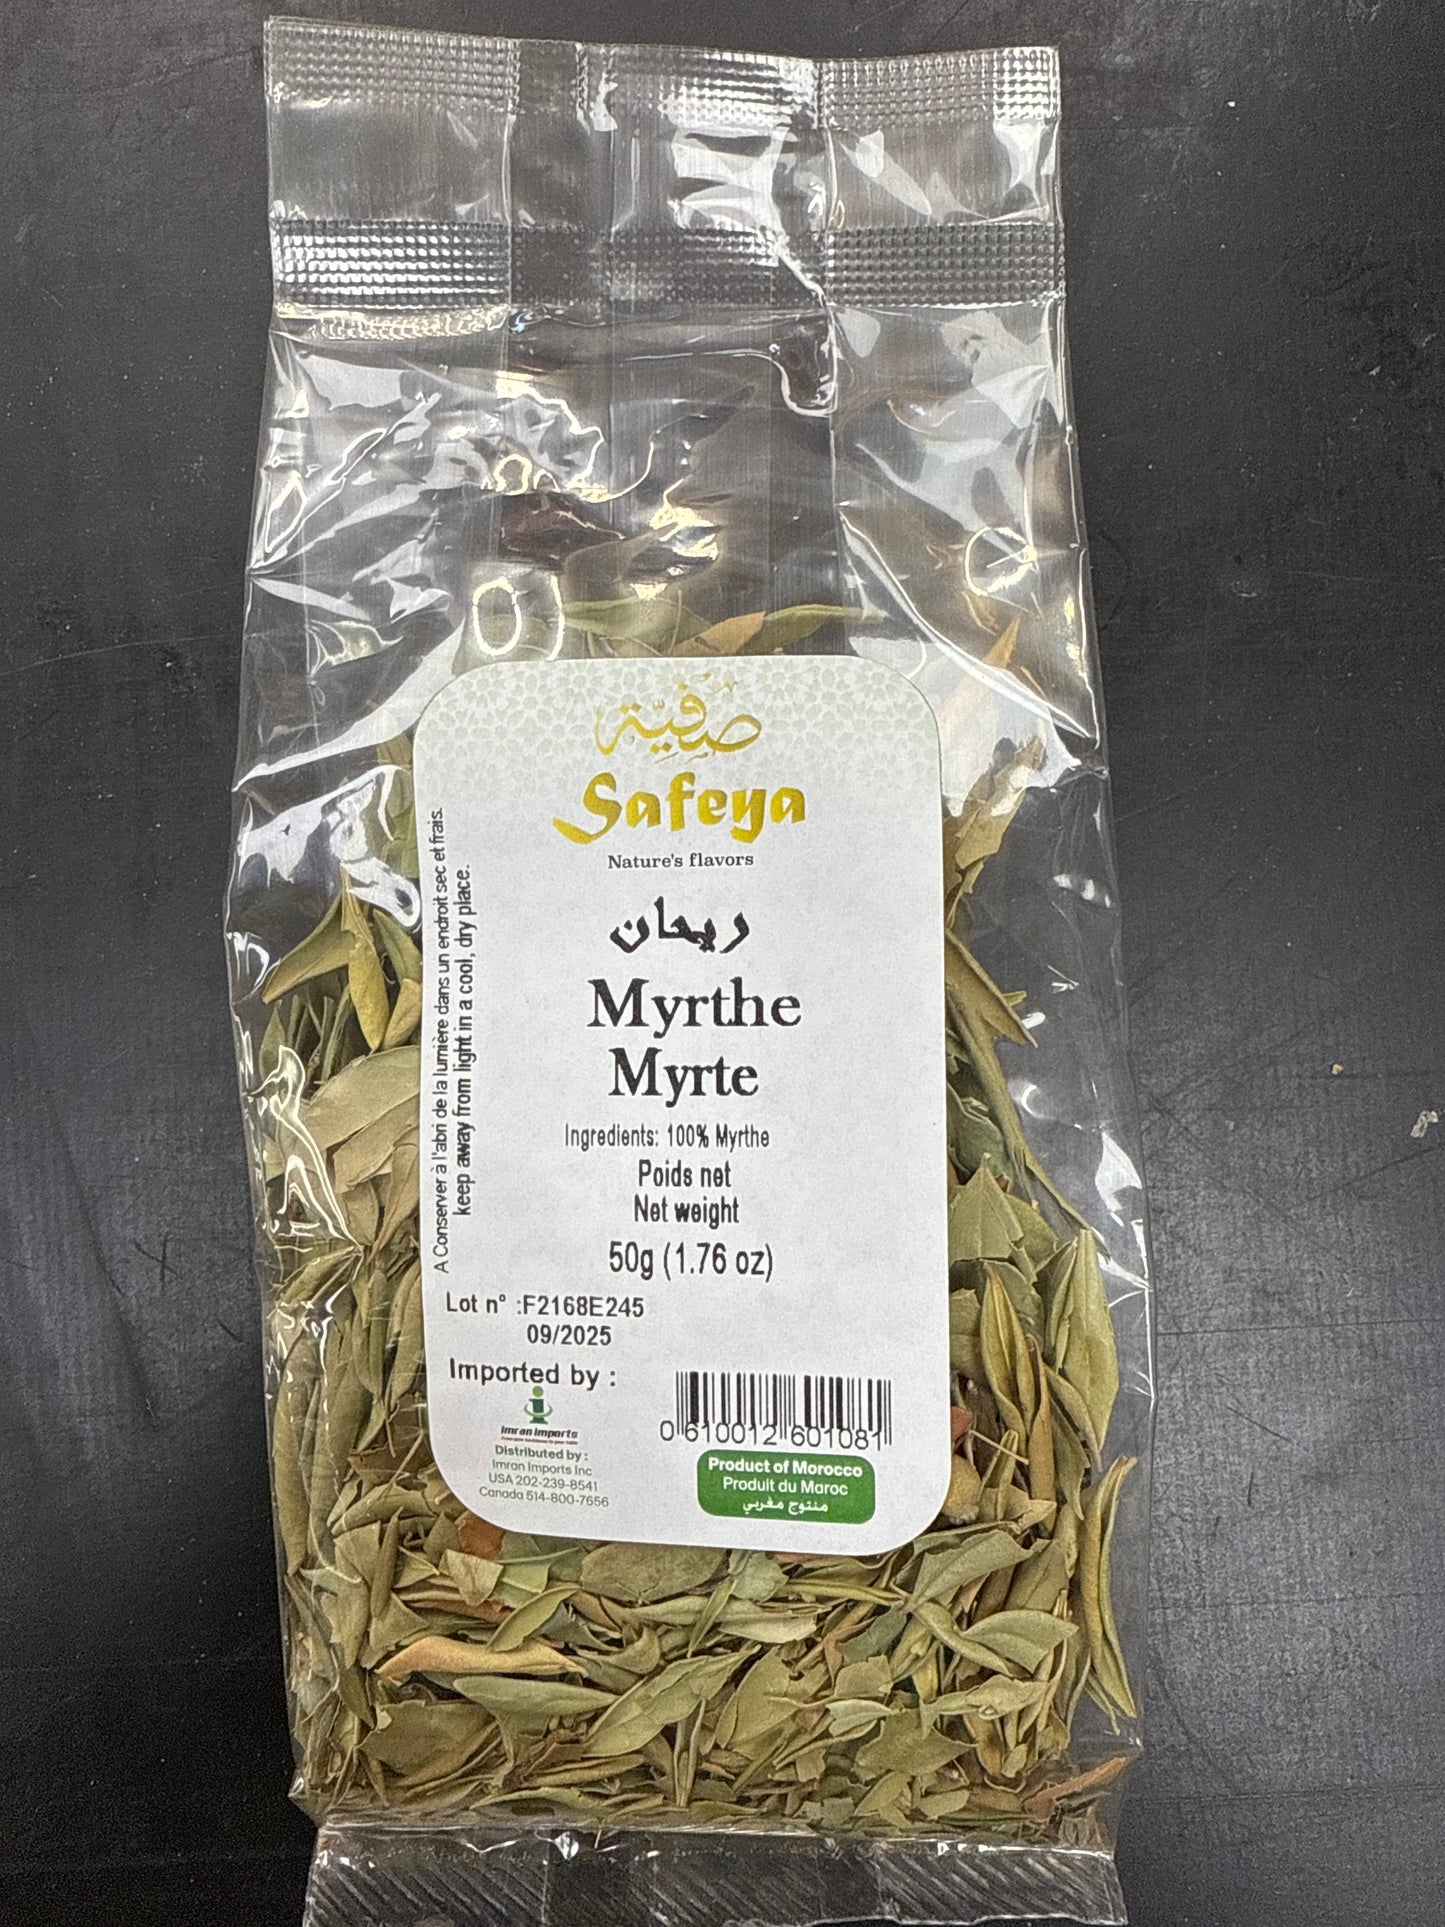 صفية
Safeya
Nature's flavors
ريحان
Myrthe
Myrte
Ingredients: 100% Myrthe
Poids net
Net weight
50g (1.76 oz)
A Conserver à l'abri de la lumière dans un endroit sec et frais.
keep away from light in a cool, dry place.
Lot n° :F2168E245
09/2025
Imported by :
imran imports
Distributed by :
Imran Imports Inc
USA 202-239-8541
Canada 514-800-7656
0 610012 601081
Product of Morocco
Produit du Maroc
منتوج مغربي